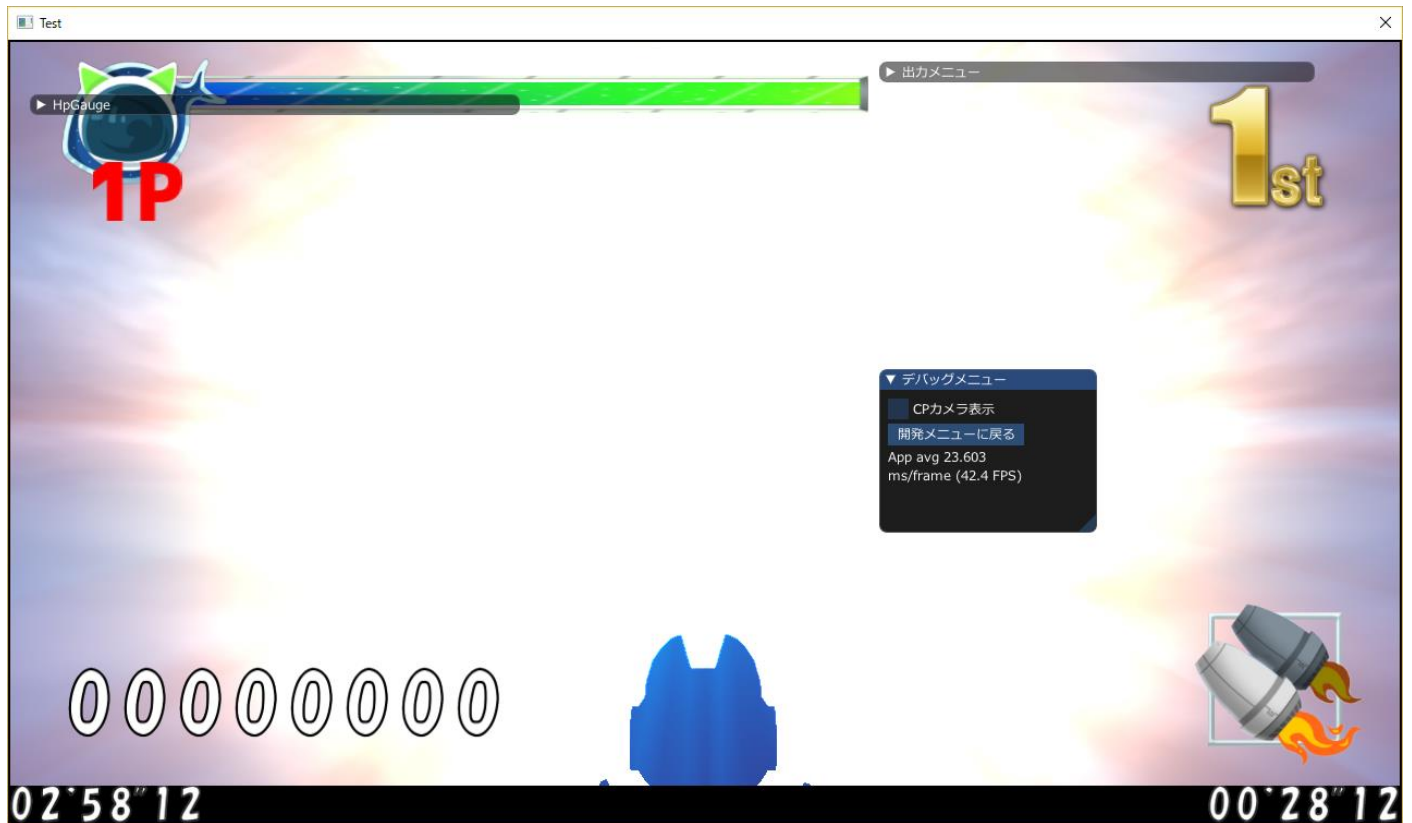 Test
▶ 出力メニュー
▶ HpGauge
1P
1st
▼ デバッグメニュー
CPカメラ表示
開発メニューに戻る
App avg 23.603
ms/frame (42.4 FPS)
00000000
02'58"12
00'28"12